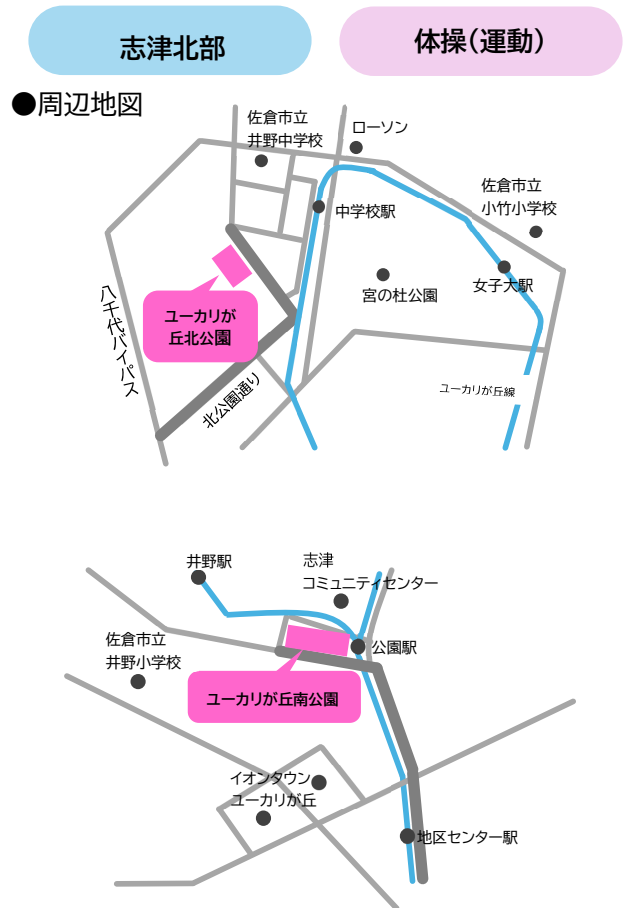 志津北部
体操(運動)
●周辺地図
佐倉市立
井野中学校
ローソン
佐倉市立
小竹小学校
中学校駅
女子大駅
宮の杜公園
八千代バイパス
ユーカリが
丘北公園
北公園通り
ユーカリが丘線
井野駅
志津
コミュニティセンター
佐倉市立
井野小学校
公園駅
ユーカリが丘南公園
イオンタウン
ユーカリが丘
地区センター駅